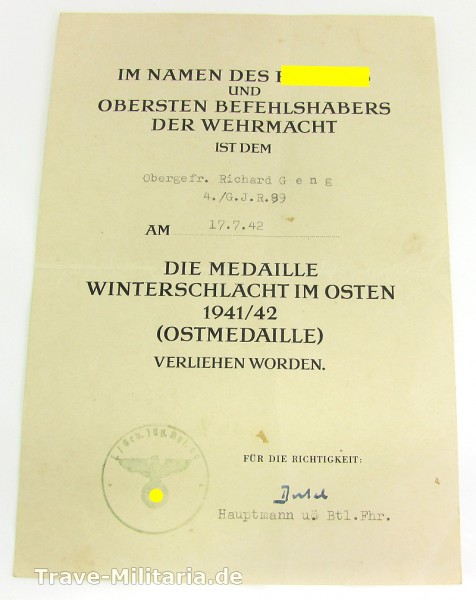 IM NAMEN DES
UND
OBERSTEN BEFEHLSHABERS
DER WEHRMACHT
IST DEM
Obergefr. Richard G e n g
4./G.J.R.99
AM 17.7.42
DIE MEDAILLE
WINTERSCHLACHT IM OSTEN
1941/42
(OSTMEDAILLE)
VERLIEHEN WORDEN.
FÜR DIE RICHTIGKEIT:
Hauptmann uö Btl.Fhr.
Trave-Militaria.de